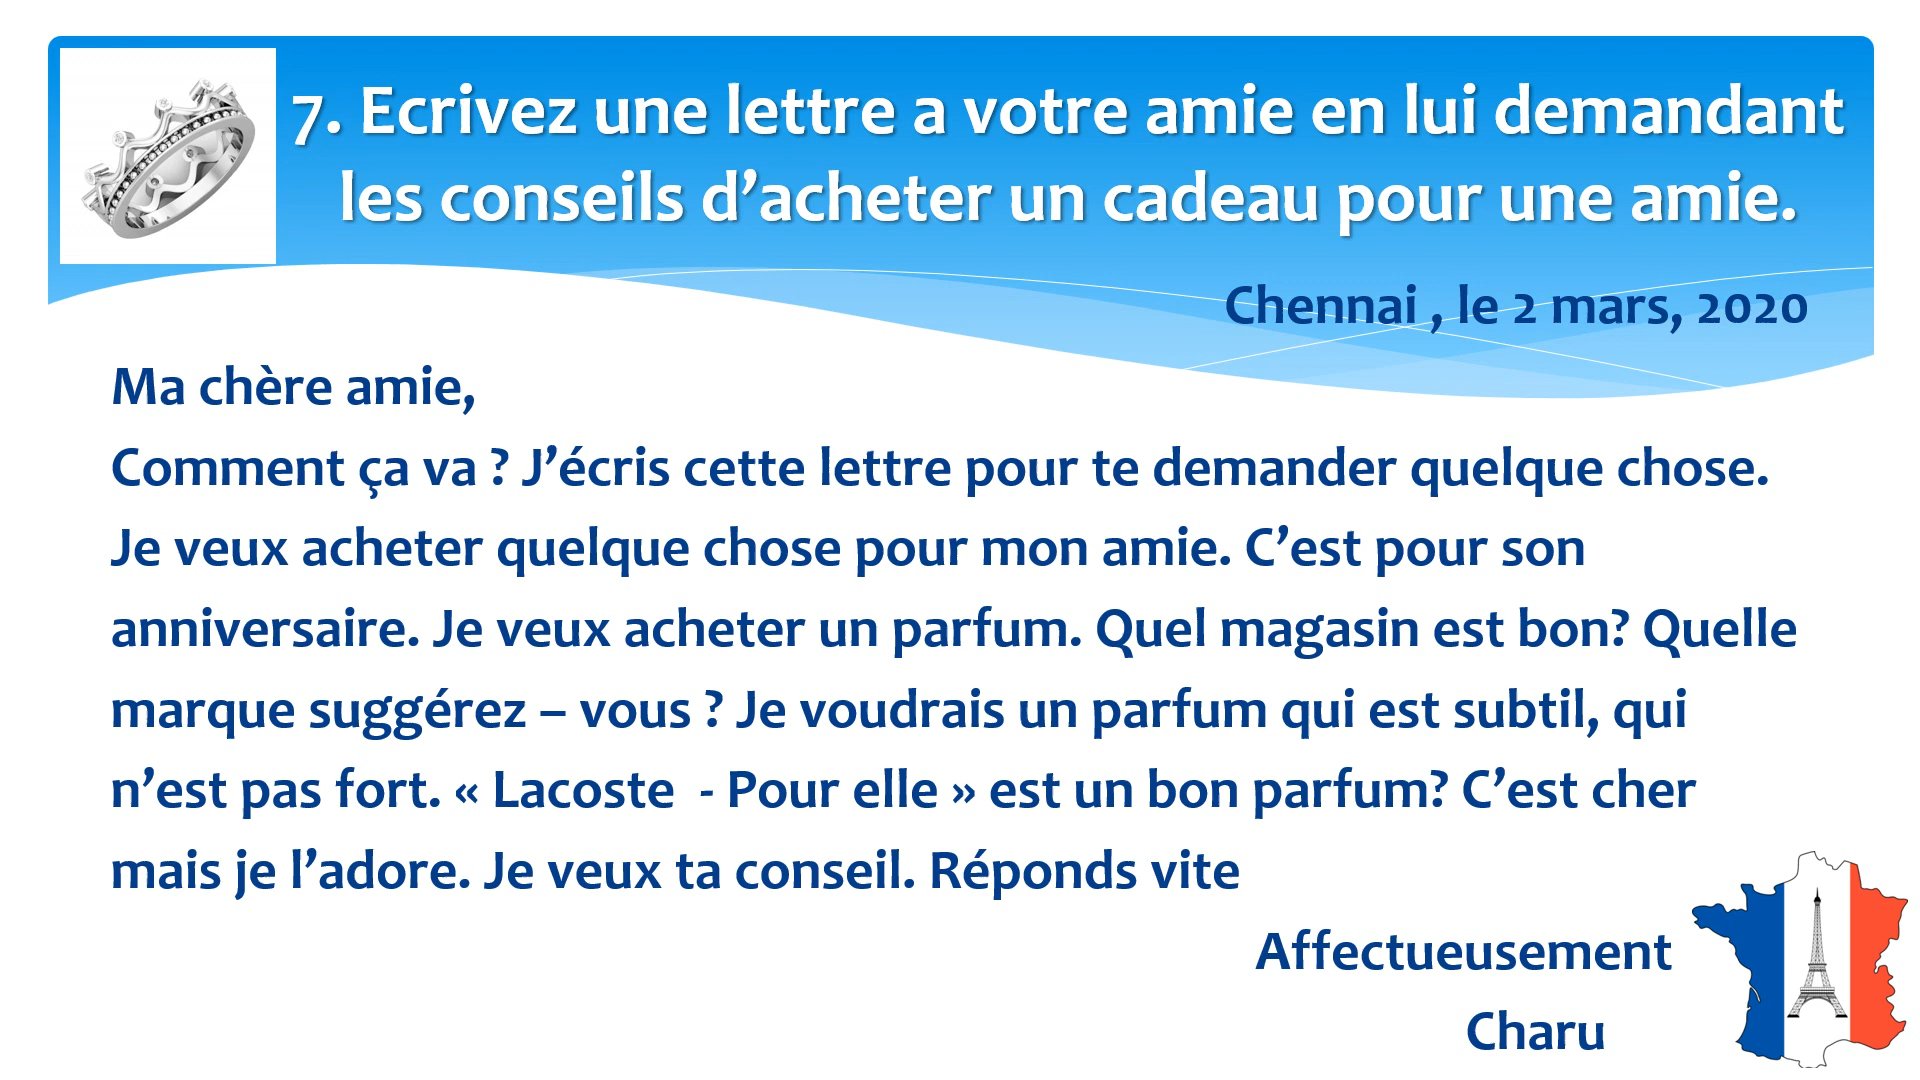 7. Ecrivez une lettre a votre amie en lui demandant
les conseils d’acheter un cadeau pour une amie.
Chennai , le 2 mars, 2020
Ma chère amie,
Comment ça va ? J’écris cette lettre pour te demander quelque chose.
Je veux acheter quelque chose pour mon amie. C’est pour son
anniversaire. Je veux acheter un parfum. Quel magasin est bon? Quelle
marque suggérez – vous ? Je voudrais un parfum qui est subtil, qui
n’est pas fort. « Lacoste  - Pour elle » est un bon parfum? C’est cher
mais je l’adore. Je veux ta conseil. Réponds vite
Affectueusement
Charu